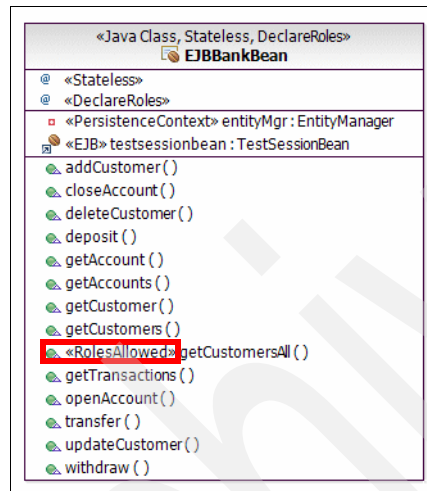 «Java Class, Stateless, DeclareRoles»
EJBBankBean
@ «Stateless»
@ «DeclareRoles»
«PersistenceContext» entityMgr : EntityManager
«EJB» testsessionbean : TestSessionBean
addCustomer ( )
closeAccount ( )
deleteCustomer ( )
deposit ( )
getAccount ( )
getAccounts ( )
getCustomer ( )
getCustomers ( )
«RolesAllowed» getCustomersAll ( )
getTransactions ( )
openAccount ( )
transfer ( )
updateCustomer ( )
withdraw ( )